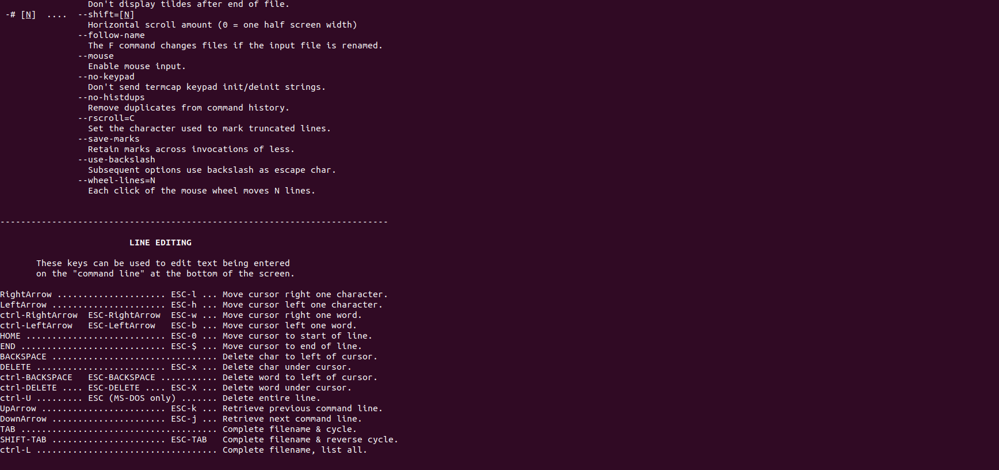 Don't display tildes after end of file.
 -# [N]  ....  --shift=[N]
                 Horizontal scroll amount (0 = one half screen width)
               --follow-name
                 The F command changes files if the input file is renamed.
               --mouse
                 Enable mouse input.
               --no-keypad
                 Don't send termcap keypad init/deinit strings.
               --no-histdups
                 Remove duplicates from command history.
               --rscroll=C
                 Set the character used to mark truncated lines.
               --save-marks
                 Retain marks across invocations of less.
               --use-backslash
                 Subsequent options use backslash as escape char.
               --wheel-lines=N
                 Each click of the mouse wheel moves N lines.


---------------------------------------------------------------------------

                         LINE EDITING

       These keys can be used to edit text being entered
       on the "command line" at the bottom of the screen.

RightArrow ..................... ESC-l ... Move cursor right one character.
LeftArrow ...................... ESC-h ... Move cursor left one character.
ctrl-RightArrow  ESC-RightArrow  ESC-w ... Move cursor right one word.
ctrl-LeftArrow   ESC-LeftArrow   ESC-b ... Move cursor left one word.
HOME ........................... ESC-0 ... Move cursor to start of line.
END ............................ ESC-$ ... Move cursor to end of line.
BACKSPACE ................................ Delete char to left of cursor.
DELETE ......................... ESC-x ... Delete char under cursor.
ctrl-BACKSPACE   ESC-BACKSPACE ........... Delete word to left of cursor.
ctrl-DELETE .... ESC-DELETE .... ESC-X ... Delete word under cursor.
ctrl-U ......... ESC (MS-DOS only) ....... Delete entire line.
UpArrow ........................ ESC-k ... Retrieve previous command line.
DownArrow ...................... ESC-j ... Retrieve next command line.
TAB ...................................... Complete filename & cycle.
SHIFT-TAB ...................... ESC-TAB   Complete filename & reverse cycle.
ctrl-L ................................... Complete filename, list all.